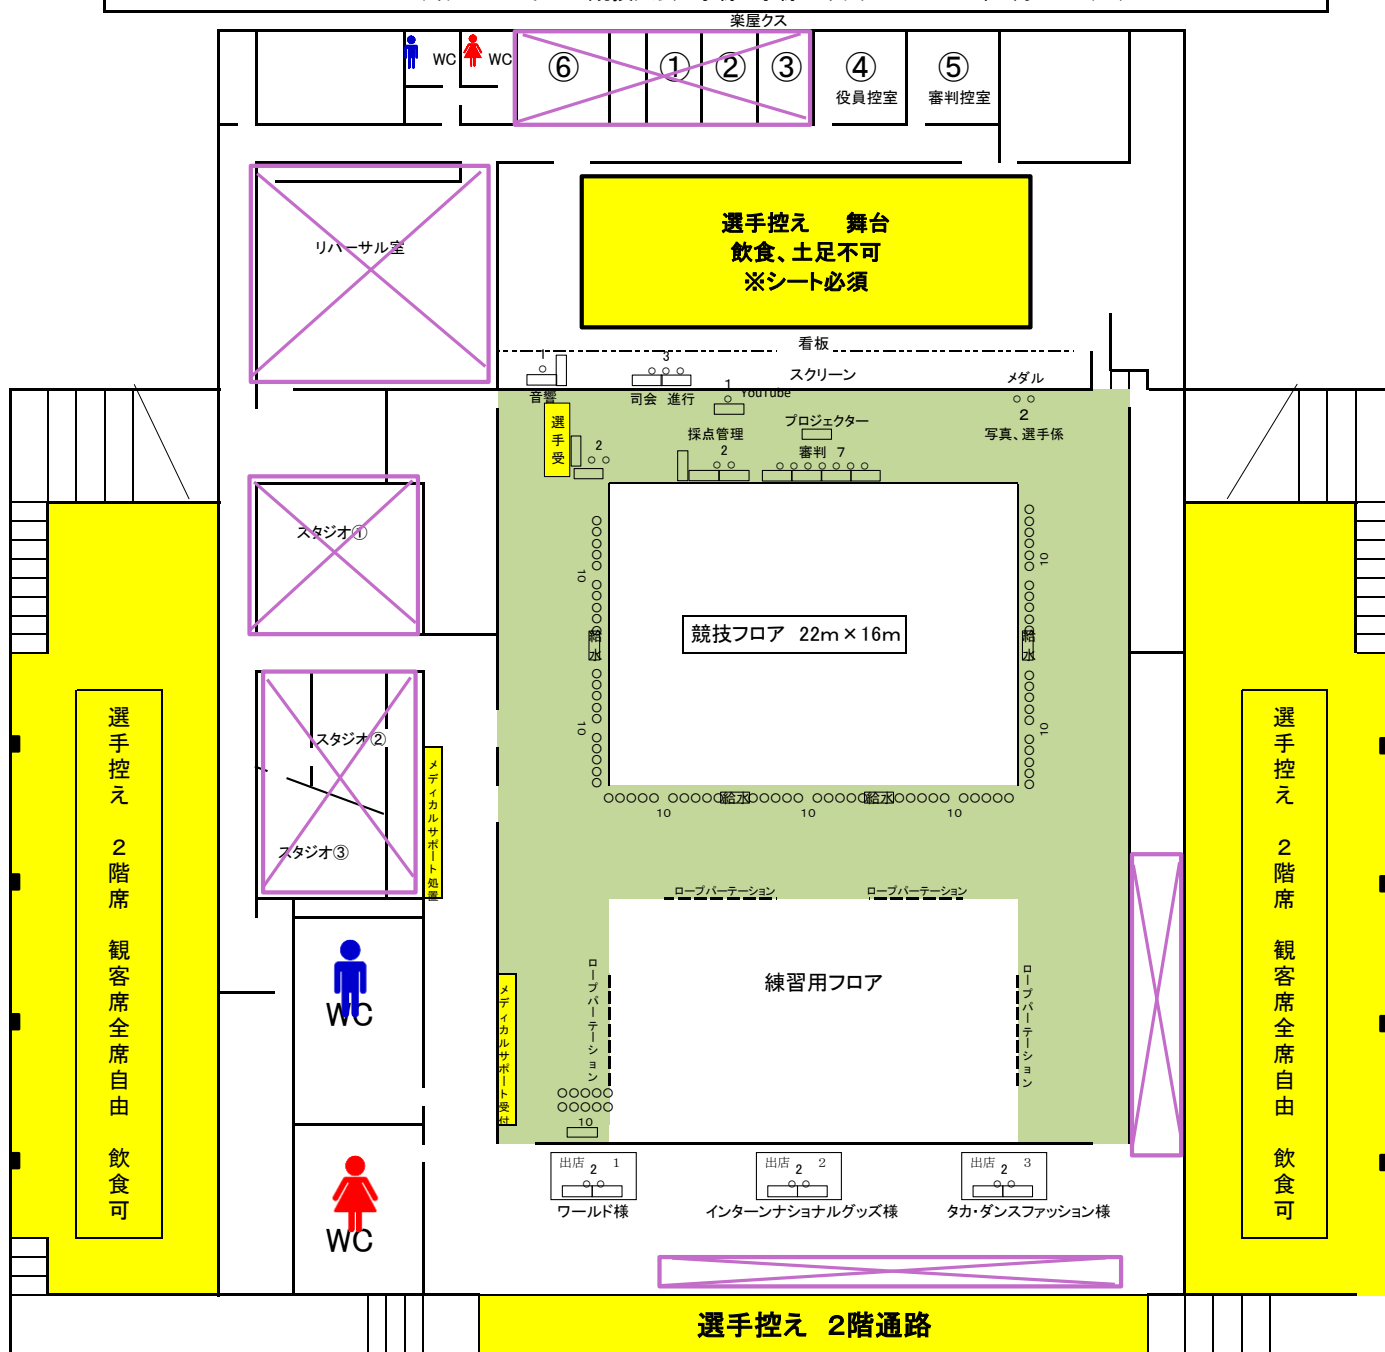 楽屋クス
WC
WC
⑥
①
②
③
④
⑤
役員控室
審判控室
リハーサル室
選手控え　舞台
飲食、土足不可
※シート必須
看板
スクリーン
1
音響
3
司会　進行
1
YouTube
メダル
2
写真、選手係
選手受
2
採点管理
2
プロジェクター
審判　7
スタジオ①
スタジオ②
スタジオ③
競技フロア　22m×16m
10
10
10
10
給水
給水
給水
給水
10
10
10
メディカルサポート処置
メディカルサポート受付
ロープパーテーション
ロープパーテーション
ロープパーテーション
ロープパーテーション
練習用フロア
10
WC
WC
選手控え　２階席　観客席全席自由　飲食可
選手控え　２階席　観客席全席自由　飲食可
出店　1
2
ワールド様
出店　2
2
インターンナショナルグッズ様
出店　3
2
タカ・ダンスファッション様
選手控え　２階通路